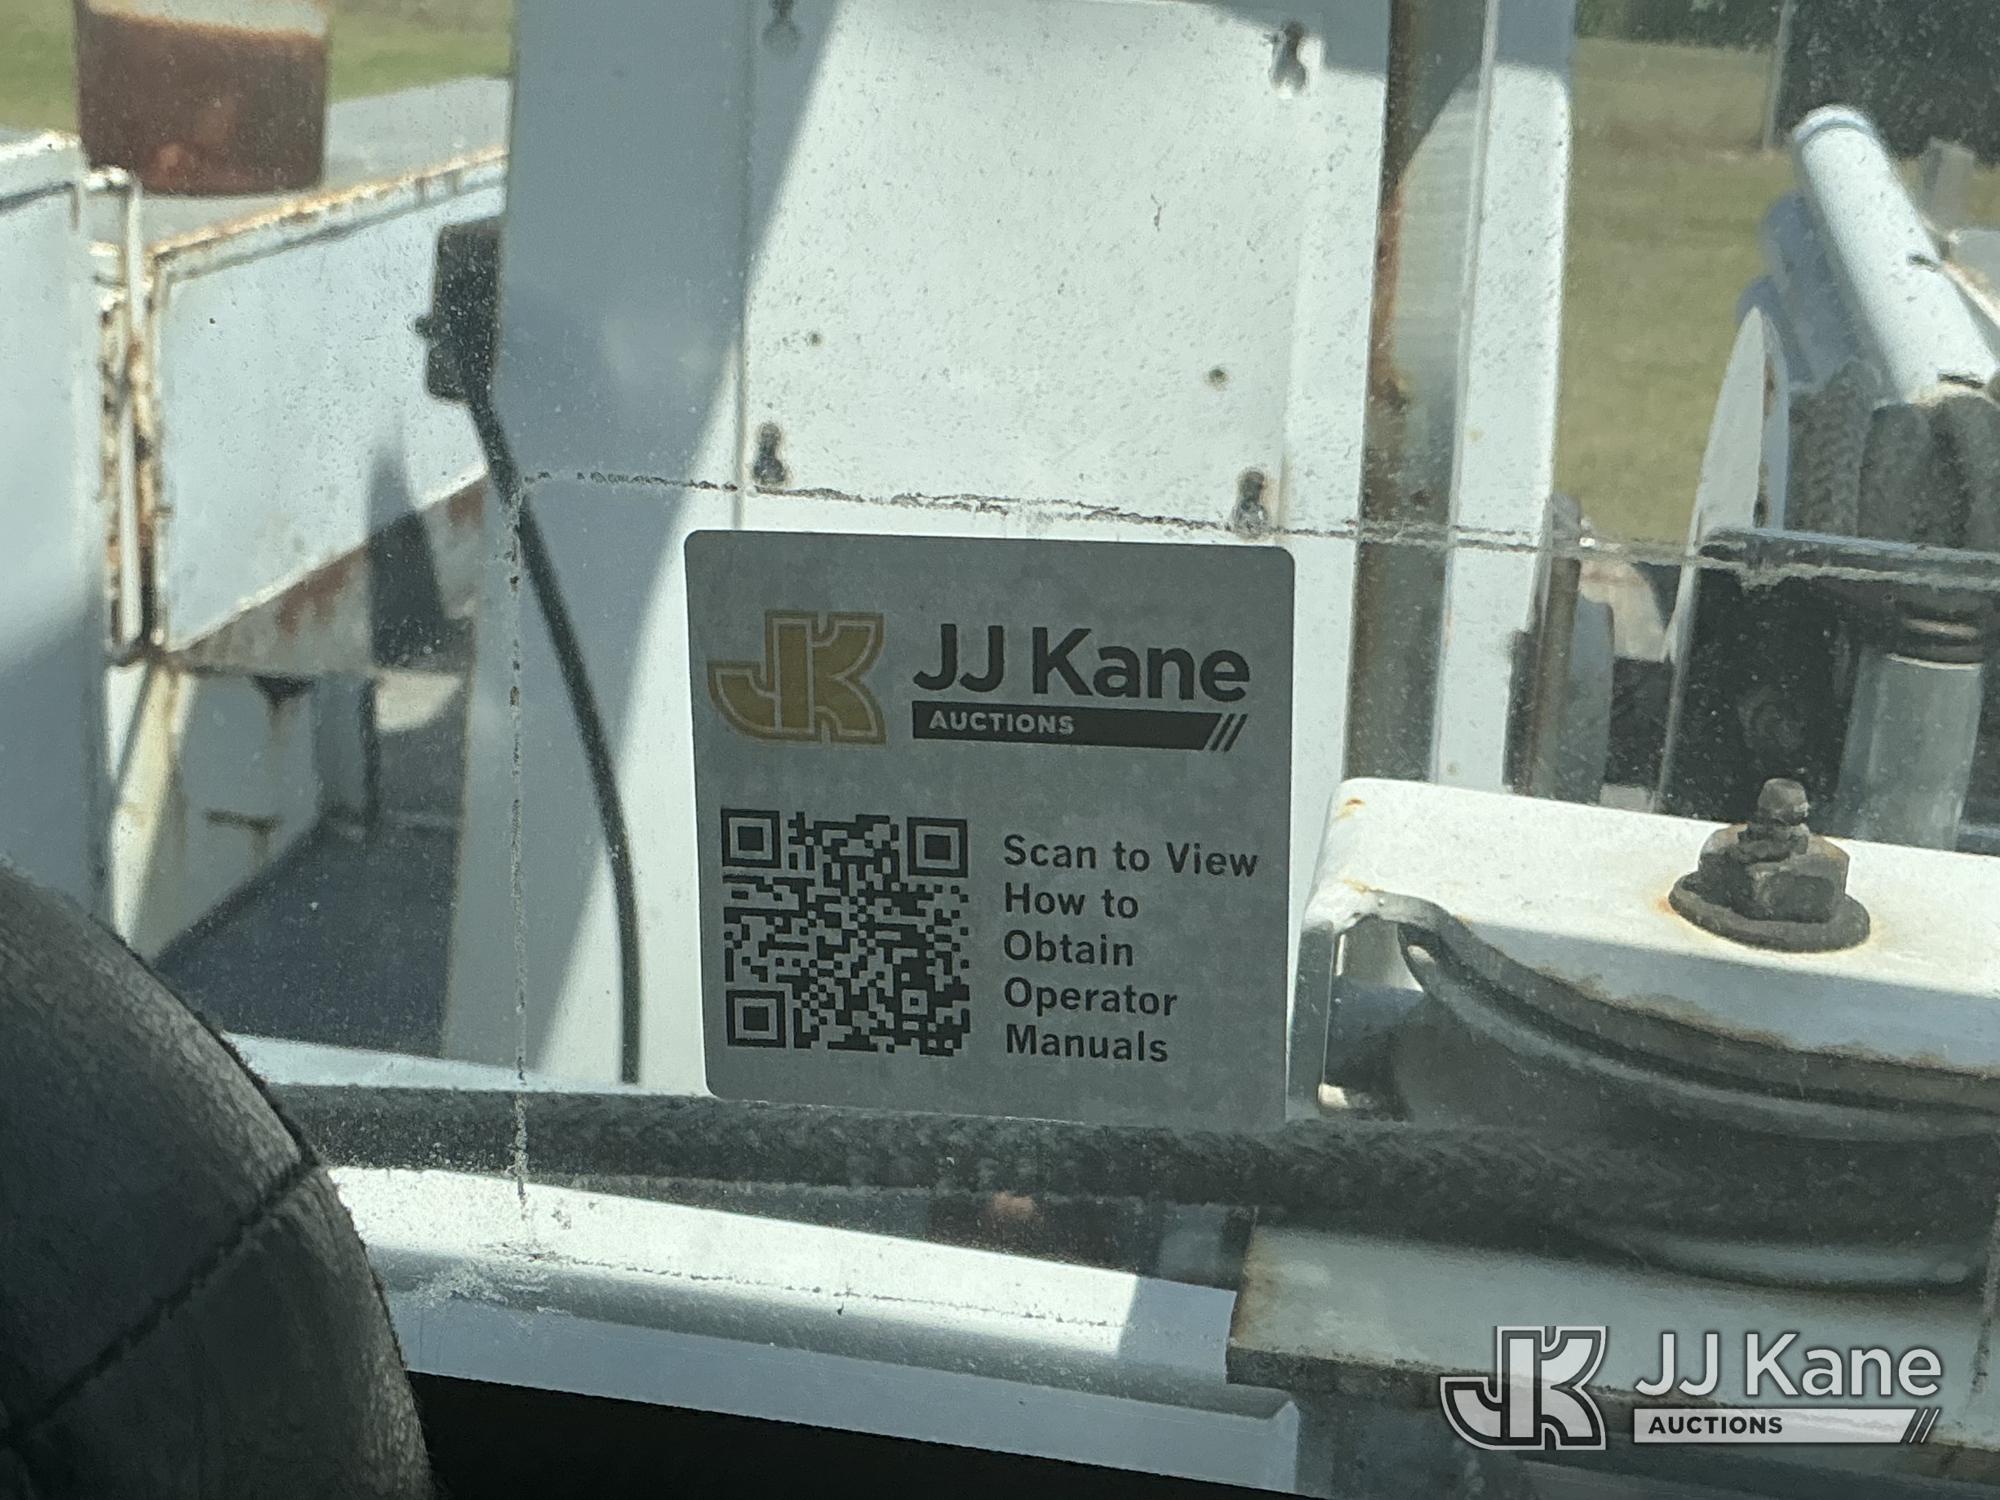 JK JJ Kane
AUCTIONS
Scan to View
How to
Obtain
Operator
Manuals
JK JJ Kane
AUCTIONS